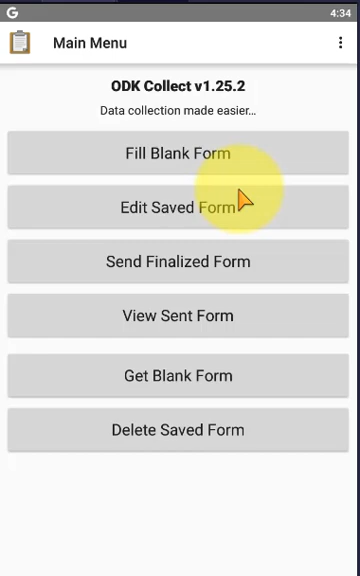 G 4:34
Main Menu
ODK Collect v1.25.2
Data collection made easier...
Fill Blank Form
Edit Saved Form
Send Finalized Form
View Sent Form
Get Blank Form
Delete Saved Form